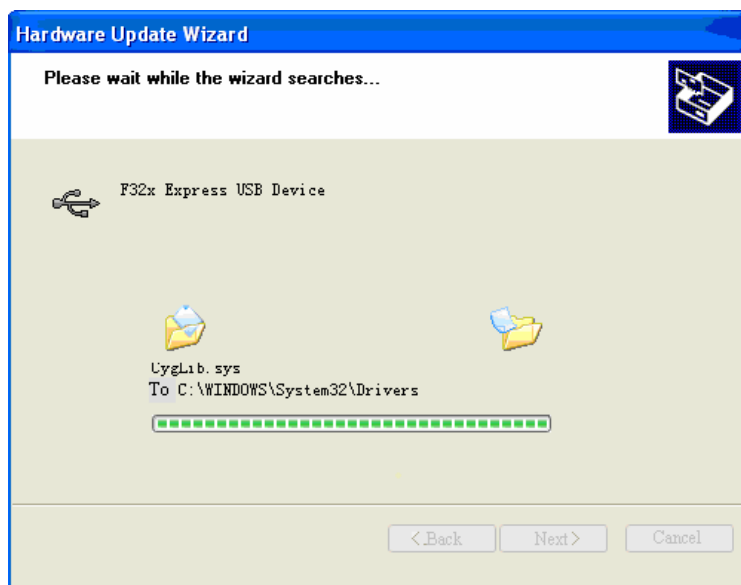 Hardware Update Wizard
Please wait while the wizard searches...
F32x Express USB Device
CygLib.sys
To C:\WINDOWS\System32\Drivers
<Back Next> Cancel